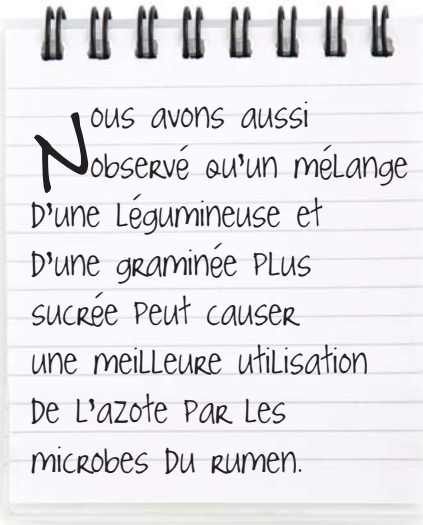 Nous avons aussi
observé qu'un mélange
d'une légumineuse et
d'une graminée plus
sucrée peut causer
une meilleure utilisation
de l'azote par les
microbes du rumen.